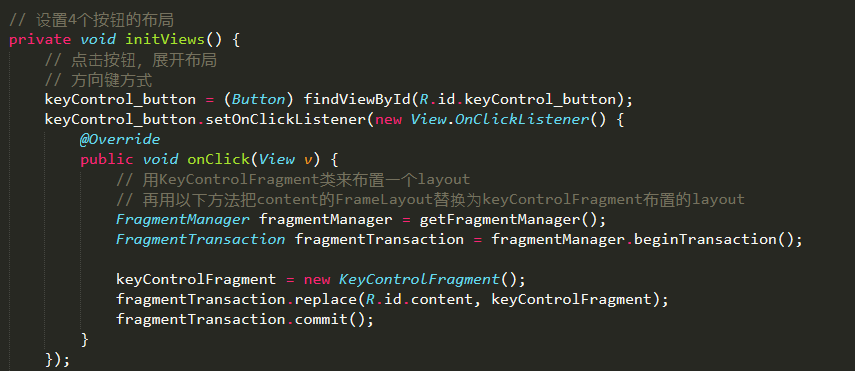 // 设置4个按钮的布局
private void initViews() {
    // 点击按钮，展开布局
    // 方向键方式
    keyControl_button = (Button) findViewById(R.id.keyControl_button);
    keyControl_button.setOnClickListener(new View.OnClickListener() {
        @Override
        public void onClick(View v) {
            // 用KeyControlFragment类来布置一个layout
            // 再用以下方法把content的FrameLayout替换为keyControlFragment布置的layout
            FragmentManager fragmentManager = getFragmentManager();
            FragmentTransaction fragmentTransaction = fragmentManager.beginTransaction();
            keyControlFragment = new KeyControlFragment();
            fragmentTransaction.replace(R.id.content, keyControlFragment);
            fragmentTransaction.commit();
        }
    });